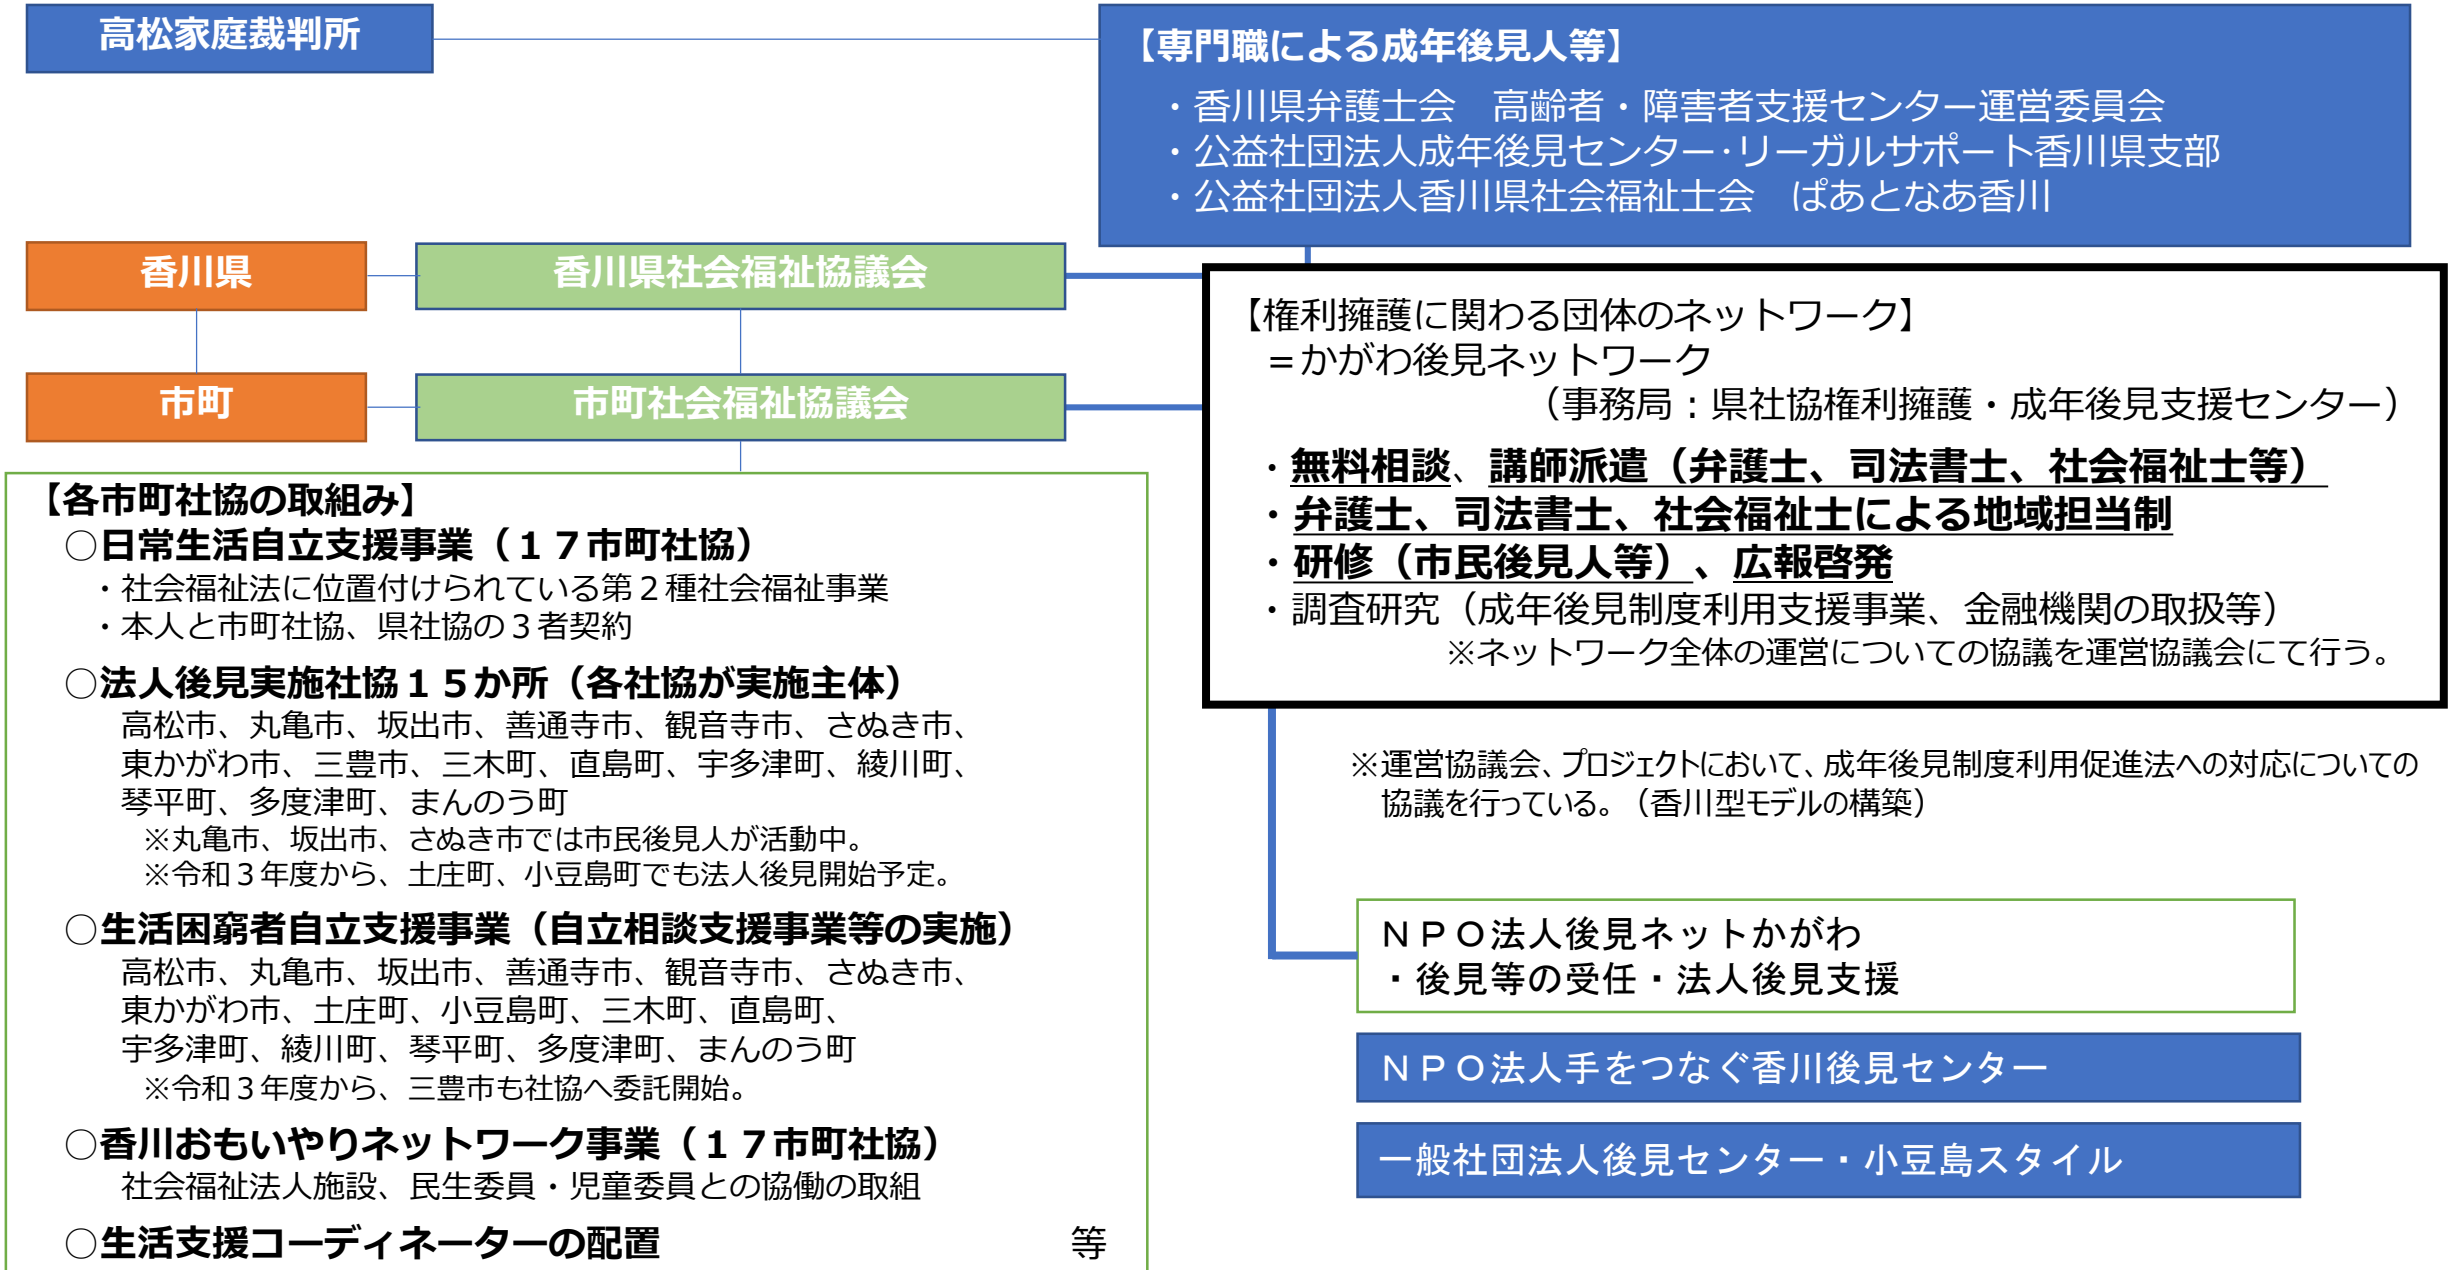 高松家庭裁判所
【専門職による成年後見人等】
・香川県弁護士会　高齢者・障害者支援センター運営委員会
・公益社団法人成年後見センター・リーガルサポート香川県支部
・公益社団法人香川県社会福祉士会　ぱあとなあ香川
香川県
香川県社会福祉協議会
市町
市町社会福祉協議会
【権利擁護に関わる団体のネットワーク】
＝かがわ後見ネットワーク
（事務局：県社協権利擁護・成年後見支援センター）
・無料相談、講師派遣（弁護士、司法書士、社会福祉士等）
・弁護士、司法書士、社会福祉士による地域担当制
・研修（市民後見人等）、広報啓発
・調査研究（成年後見制度利用支援事業、金融機関の取扱等）
※ネットワーク全体の運営についての協議を運営協議会にて行う。
【各市町社協の取組み】
○日常生活自立支援事業（１７市町社協）
・社会福祉法に位置付けられている第２種社会福祉事業
・本人と市町社協、県社協の３者契約
○法人後見実施社協１５か所（各社協が実施主体）
高松市、丸亀市、坂出市、善通寺市、観音寺市、さぬき市、
東かがわ市、三豊市、三木町、直島町、宇多津町、綾川町、
琴平町、多度津町、まんのう町
※丸亀市、坂出市、さぬき市では市民後見人が活動中。
※令和３年度から、土庄町、小豆島町でも法人後見開始予定。
○生活困窮者自立支援事業（自立相談支援事業等の実施）
高松市、丸亀市、坂出市、善通寺市、観音寺市、さぬき市、
東かがわ市、土庄町、小豆島町、三木町、直島町、
宇多津町、綾川町、琴平町、多度津町、まんのう町
※令和３年度から、三豊市も社協へ委託開始。
○香川おもいやりネットワーク事業（１７市町社協）
社会福祉法人施設、民生委員・児童委員との協働の取組
○生活支援コーディネーターの配置　等
※運営協議会、プロジェクトにおいて、成年後見制度利用促進法への対応についての
協議を行っている。（香川型モデルの構築）
ＮＰＯ法人後見ネットかがわ
・後見等の受任・法人後見支援
ＮＰＯ法人手をつなぐ香川後見センター
一般社団法人後見センター・小豆島スタイル